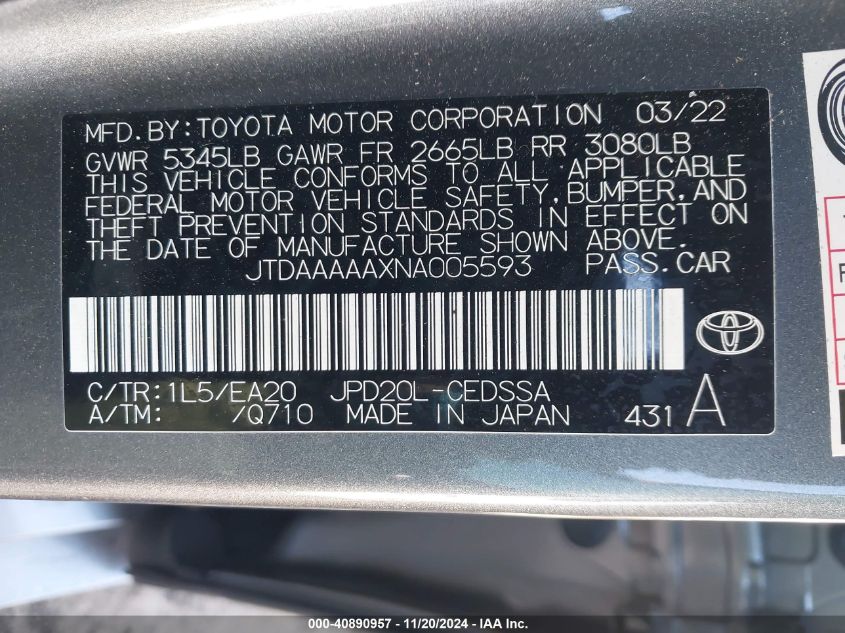 MFD.BY:TOYOTA MOTOR CORPORATION 03/22
GVWR 5345LB GAWR FR 2665LB RR 3080LB
THIS VEHICLE CONFORMS TO ALL APPLICABLE
FEDERAL MOTOR VEHICLE SAFETY,BUMPER,AND
THEFT PREVENTION STANDARDS IN EFFECT ON
THE DATE OF MANUFACTURE SHOWN ABOVE.
JTDAAAAAXNA005593 PASS.CAR
C/TR:1L5/EA20 JPD20L-CEDSSA
A/TM: /Q710 MADE IN JAPAN 431 A
000-40890957 - 11/20/2024 - IAA Inc.